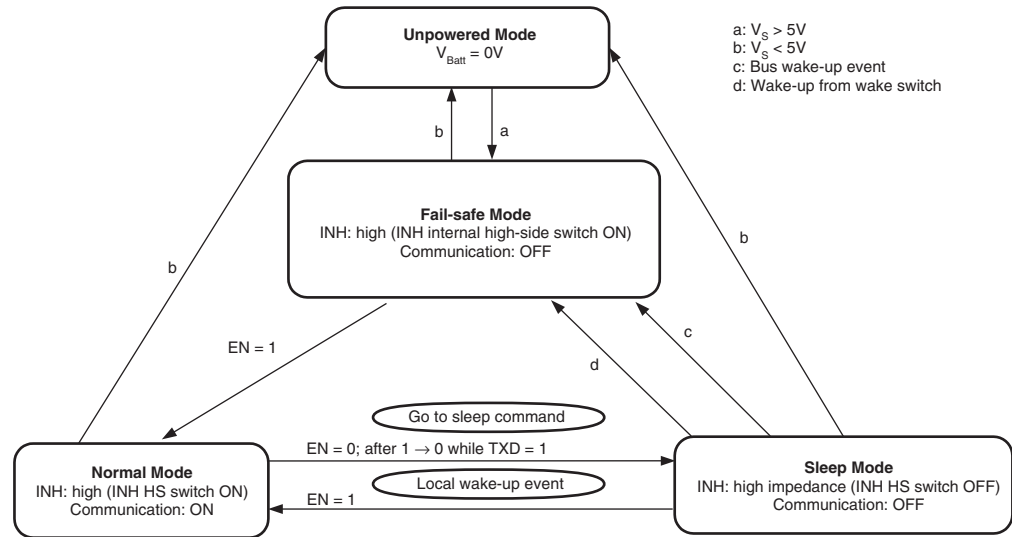 Unpowered Mode
V_Batt = 0V
a: V_S > 5V
b: V_S < 5V
c: Bus wake-up event
d: Wake-up from wake switch
b
a
Fail-safe Mode
INH: high (INH internal high-side switch ON)
Communication: OFF
b
b
EN = 1
d
c
Go to sleep command
EN = 0; after 1 → 0 while TXD = 1
Normal Mode
INH: high (INH HS switch ON)
Communication: ON
Local wake-up event
EN = 1
Sleep Mode
INH: high impedance (INH HS switch OFF)
Communication: OFF